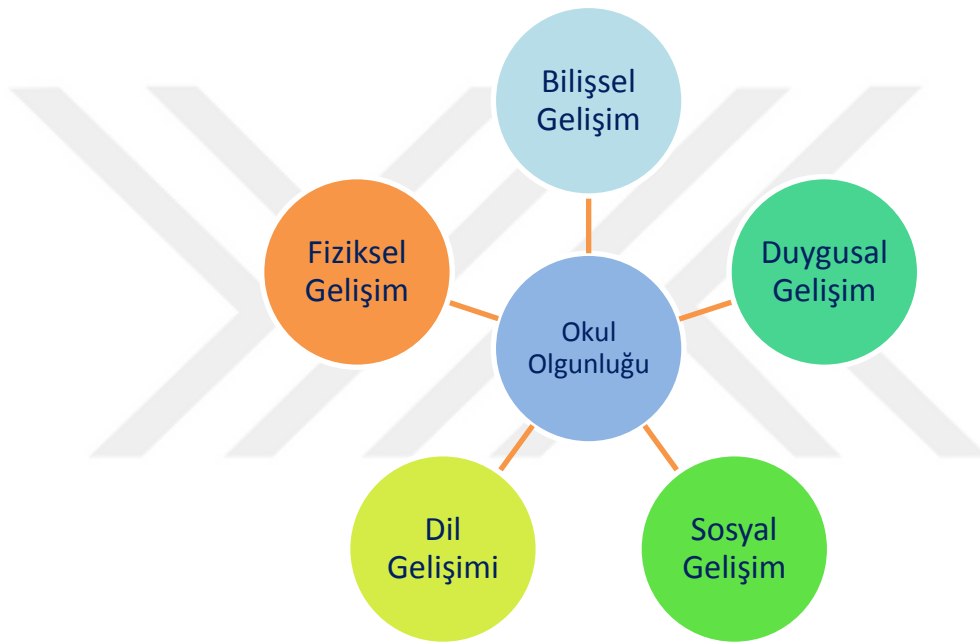 Bilişsel
Gelişim
Fiziksel
Gelişim
Duygusal
Gelişim
Okul
Olgunluğu
Dil
Gelişimi
Sosyal
Gelişim